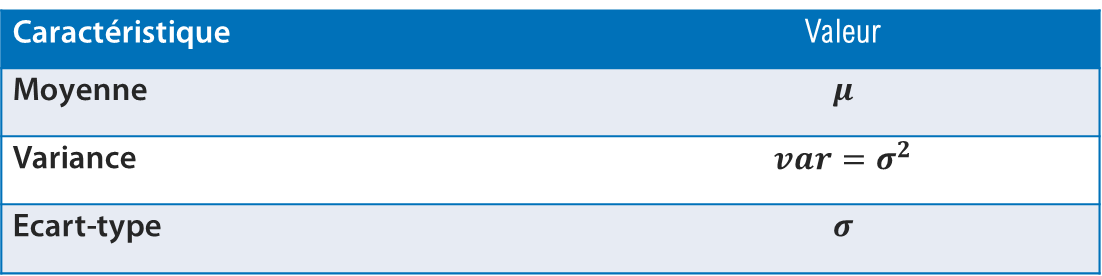 Caractéristique Valeur
Moyenne μ
Variance var = σ²
Ecart-type σ